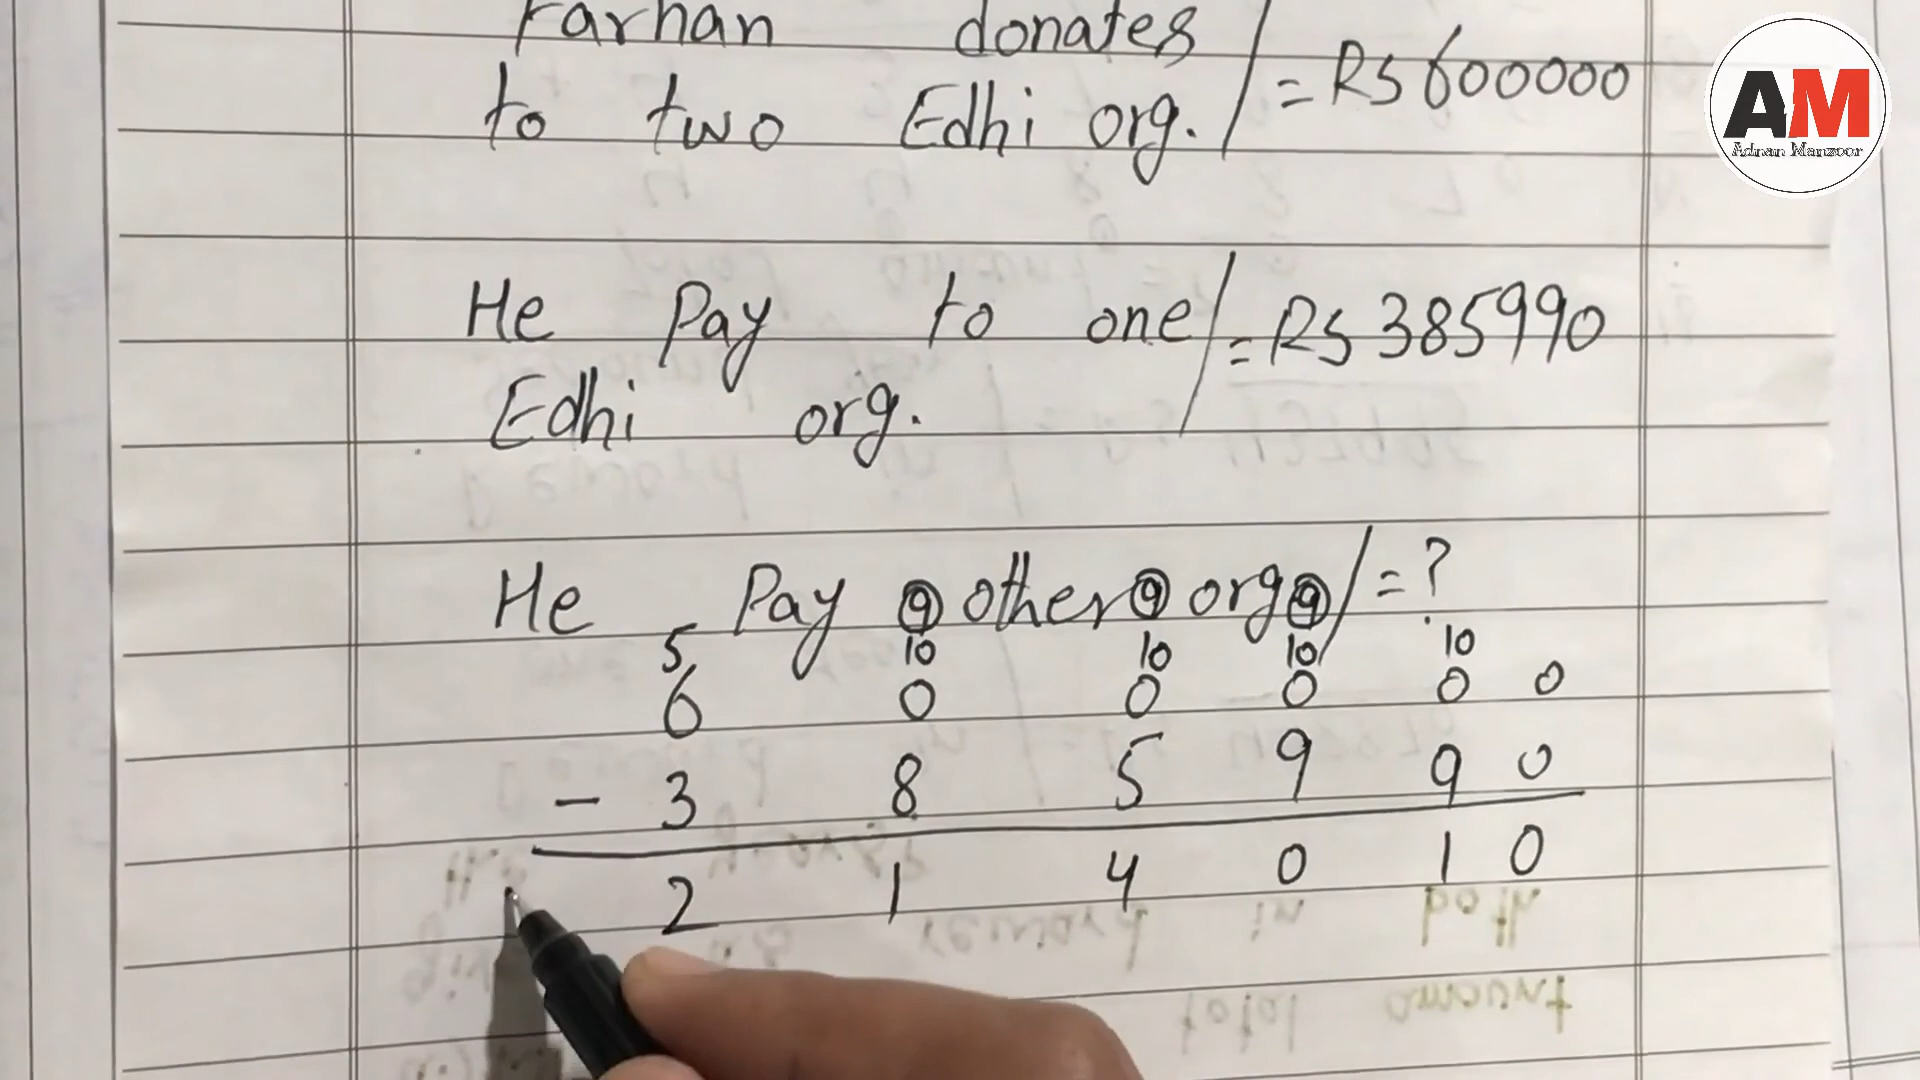 Farhan donates
to two Edhi org. = Rs 600000
He Pay to one = Rs 385990
Edhi org.
He Pay other org = ?
9 9 9
5 10 10 10 10
6 0 0 0 0 0
- 3 8 5 9 9 0
2 1 4 0 1 0
AM
Adnan Manzoor